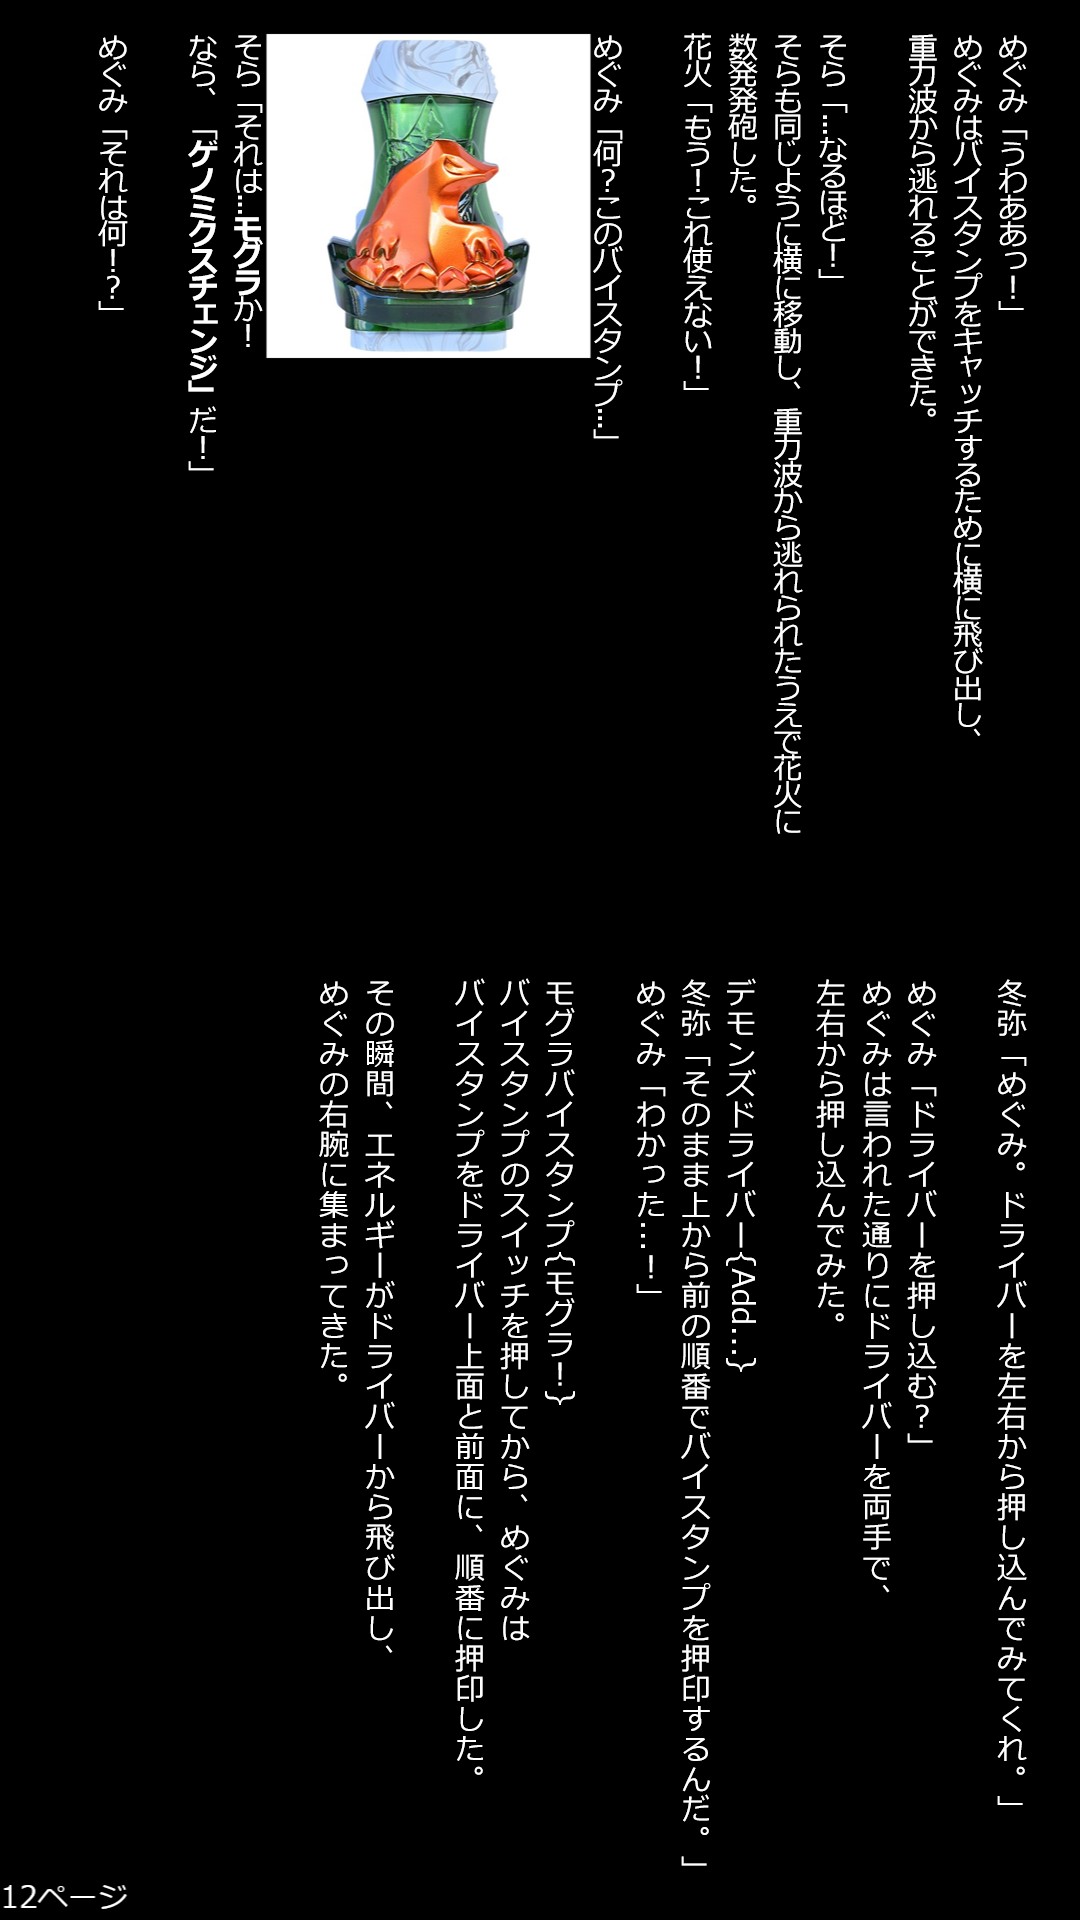 めぐみ「うわああっ！」
めぐみはバイスタンプをキャッチするために横に飛び出し、
重力波から逃れることができた。
そら「…なるほど！」
そらも同じように横に移動し、重力波から逃れられたうえで花火に
数発発砲した。
花火「もう！これ使えない！」
めぐみ「何？このバイスタンプ…」
そら「それは…モグラか！
なら、「ゲノミクスチェンジ」だ！」
めぐみ「それは何！？」
冬弥「めぐみ。ドライバーを左右から押し込んでみてくれ。」
めぐみ「ドライバーを押し込む？」
めぐみは言われた通りにドライバーを両手で、
左右から押し込んでみた。
デモンズドライバー{Add…}
冬弥「そのまま上から前の順番でバイスタンプを押印するんだ。」
めぐみ「わかった…！」
モグラバイスタンプ{モグラ！}
バイスタンプのスイッチを押してから、めぐみは
バイスタンプをドライバー上面と前面に、順番に押印した。
その瞬間、エネルギーがドライバーから飛び出し、
めぐみの右腕に集まってきた。
12ページ